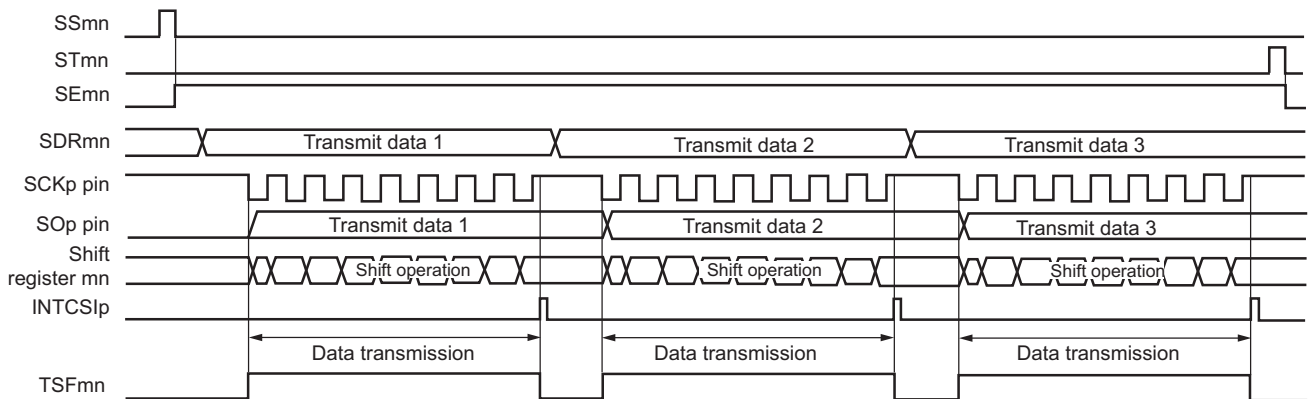 SSmn
STmn
SEmn
SDRmn Transmit data 1 Transmit data 2 Transmit data 3
SCKp pin
SOp pin Transmit data 1 Transmit data 2 Transmit data 3
Shift
register mn Shift operation Shift operation Shift operation
INTCSIp
Data transmission Data transmission Data transmission
TSFmn